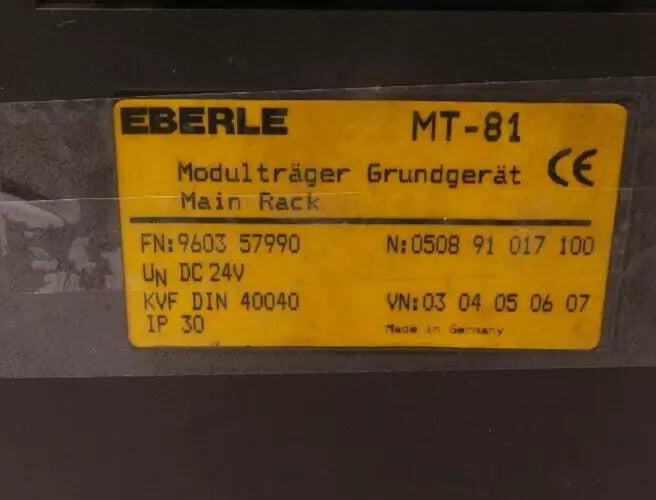 EBERLE MT-81
Modulträger Grundgerät CE
Main Rack
FN:9603 57990 N:0508 91 017 100
UN DC 24V
KVF DIN 40040 VN:03 04 05 06 07
IP 30 Made in Germany